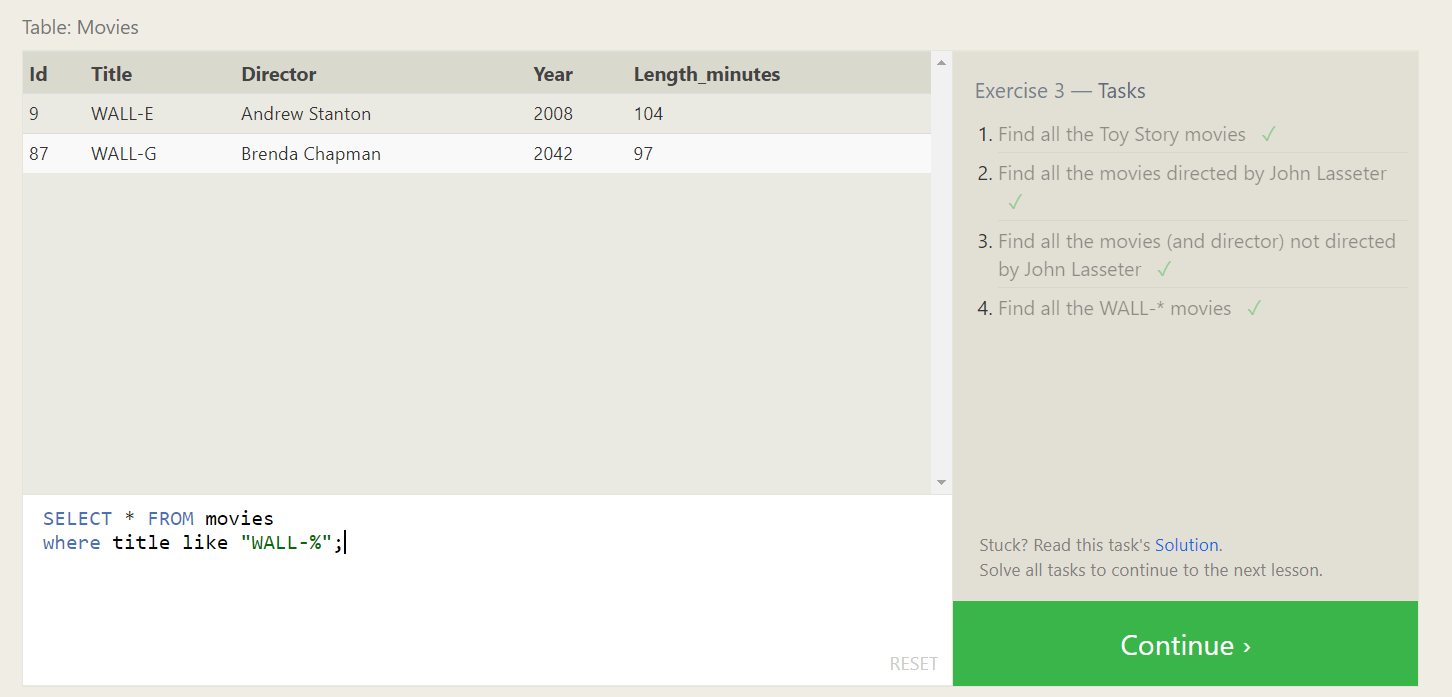 Table: Movies
Id Title Director Year Length_minutes
9 WALL-E Andrew Stanton 2008 104
87 WALL-G Brenda Chapman 2042 97
SELECT * FROM movies
where title like "WALL-%";
RESET
Exercise 3 — Tasks
1. Find all the Toy Story movies ✓
2. Find all the movies directed by John Lasseter
✓
3. Find all the movies (and director) not directed
by John Lasseter ✓
4. Find all the WALL-* movies ✓
Stuck? Read this task's Solution.
Solve all tasks to continue to the next lesson.
Continue ›